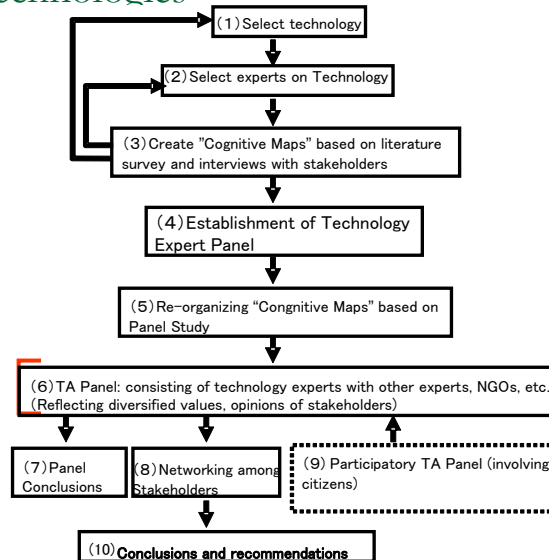 echnologies
(1)Select technology
(2)Select experts on Technology
(3)Create "Cognitive Maps" based on literature
survey and interviews with stakeholders
(4)Establishment of Technology
Expert Panel
(5)Re-organizing “Congnitive Maps” based on
Panel Study
(6)TA Panel: consisting of technology experts with other experts, NGOs, etc.
(Reflecting diversified values, opinions of stakeholders)
(7)Panel
Conclusions
(8)Networking among
Stakeholders
(9) Participatory TA Panel (involving
citizens)
(10)Conclusions and recommendations